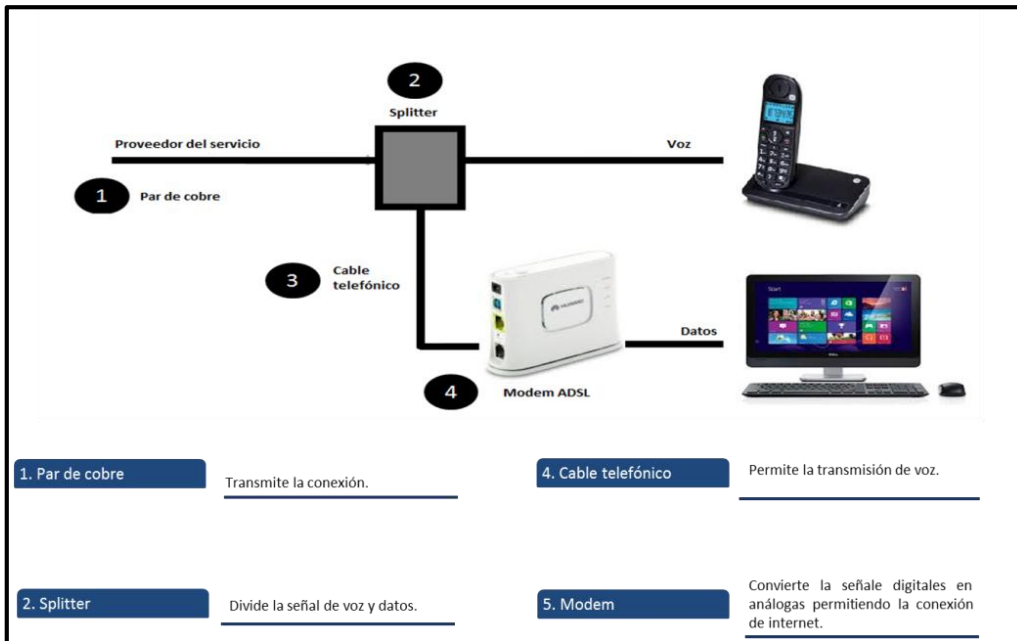 2
Splitter
Proveedor del servicio
Voz
1
Par de cobre
3
Cable
telefónico
HUAWEI
Start
Datos
4
Modem ADSL
1. Par de cobre
Transmite la conexión.
4. Cable telefónico
Permite la transmisión de voz.
2. Splitter
Divide la señal de voz y datos.
5. Modem
Convierte la señale digitales en
análogas permitiendo la conexión
de internet.